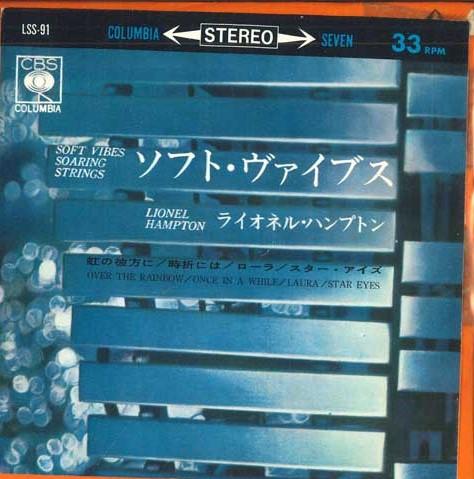 LSS-91
COLUMBIA STEREO SEVEN
33 RPM
CBS
COLUMBIA
SOFT VIBES
SOARING
STRINGS
ソフト・ヴァイブス
LIONEL
HAMPTON
ライオネル・ハンプトン
虹の彼方に/時折には/ローラ/スター・アイズ
OVER THE RAINBOW/ONCE IN A WHILE/LAURA/STAR EYES